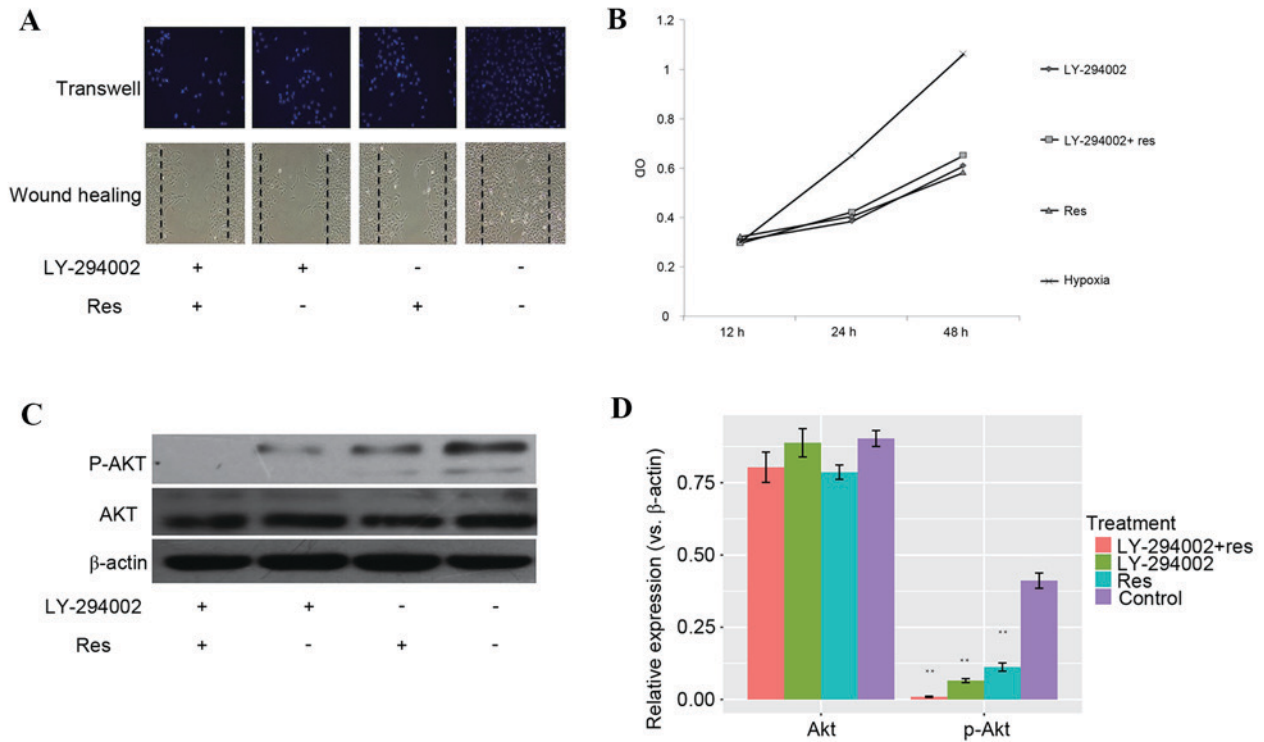 A
Transwell
Wound healing
LY-294002 + + - -
Res + - + -
B
OD
1.2
1
0.8
0.6
0.4
0.2
0
12 h 24 h 48 h
LY-294002
LY-294002+ res
Res
Hypoxia
C
P-AKT
AKT
β-actin
LY-294002 + + - -
Res + - + -
D
Relative expression (vs. β-actin)
0.75
0.50
0.25
0.00
** ** **
Akt p-Akt
Treatment
LY-294002+res
LY-294002
Res
Control